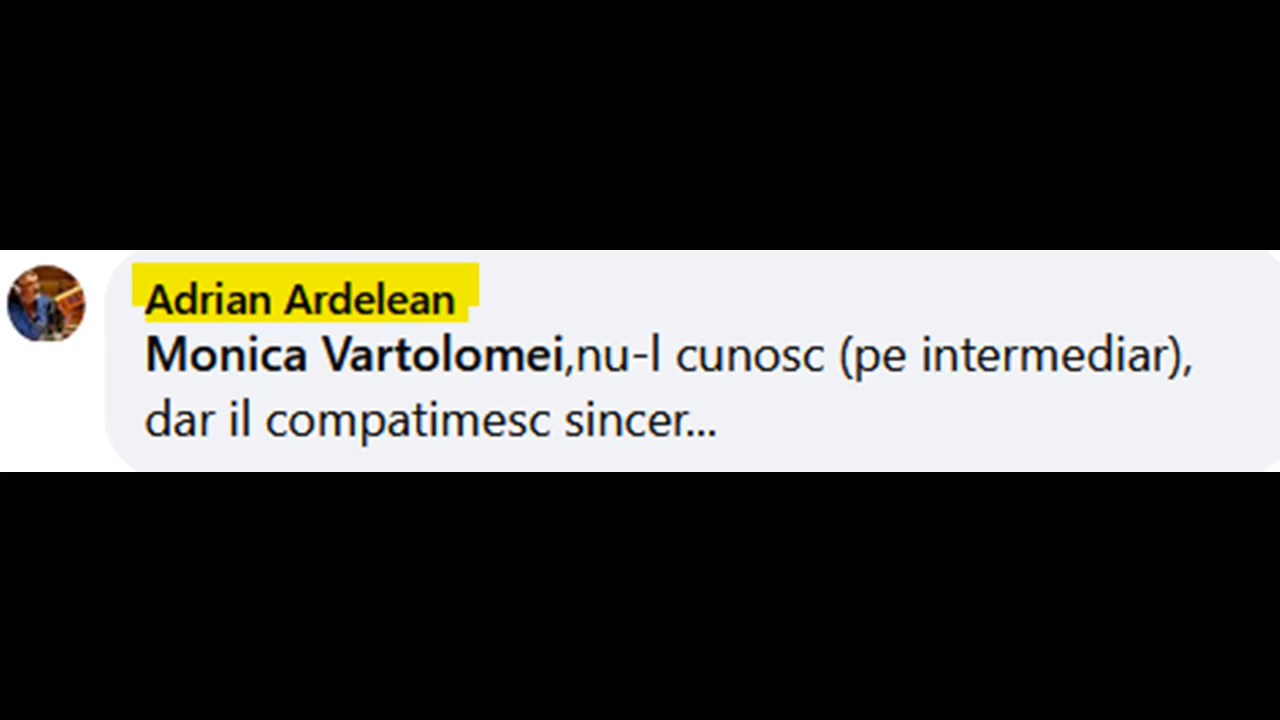 Adrian Ardelean
Monica Vartolomei,nu-l cunosc (pe intermediar),
dar il compatimesc sincer...